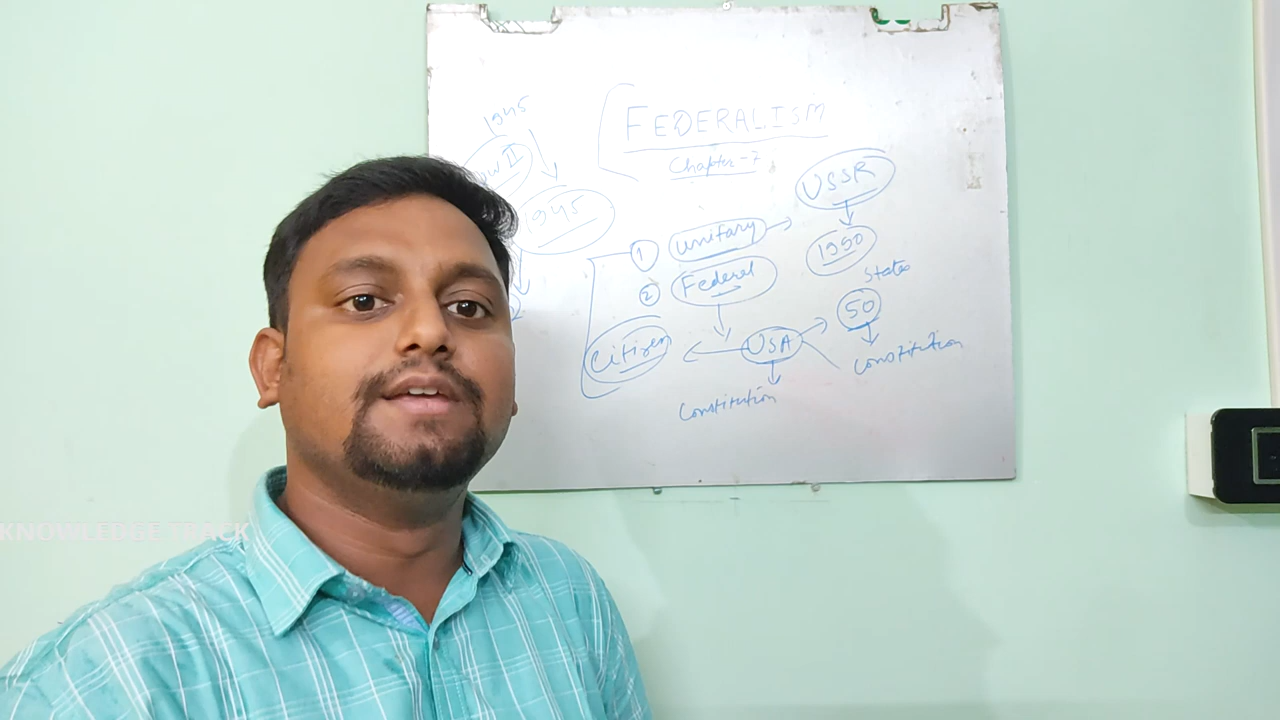 1945
FEDERALISM
Chapter-7
USSR
1945
1 unitary
1950
2 Federal
States
50
Citizen
USA
Constitution
Constitution
KNOWLEDGE TRACK